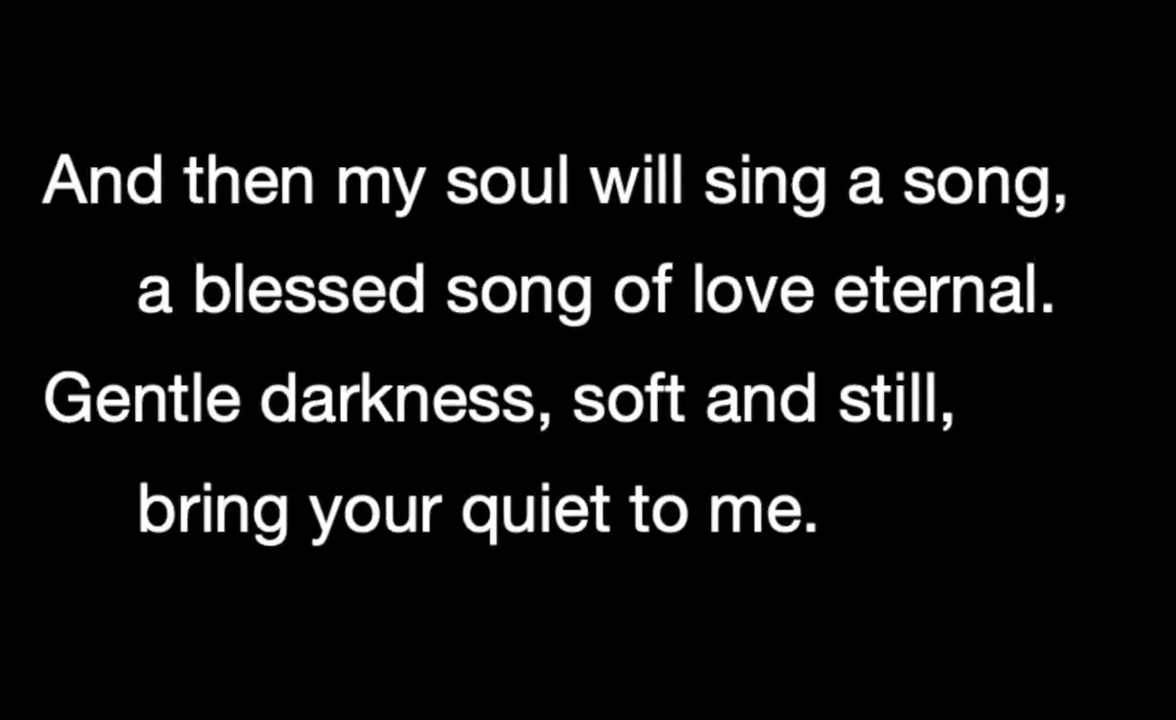 And then my soul will sing a song,
a blessed song of love eternal.
Gentle darkness, soft and still,
bring your quiet to me.